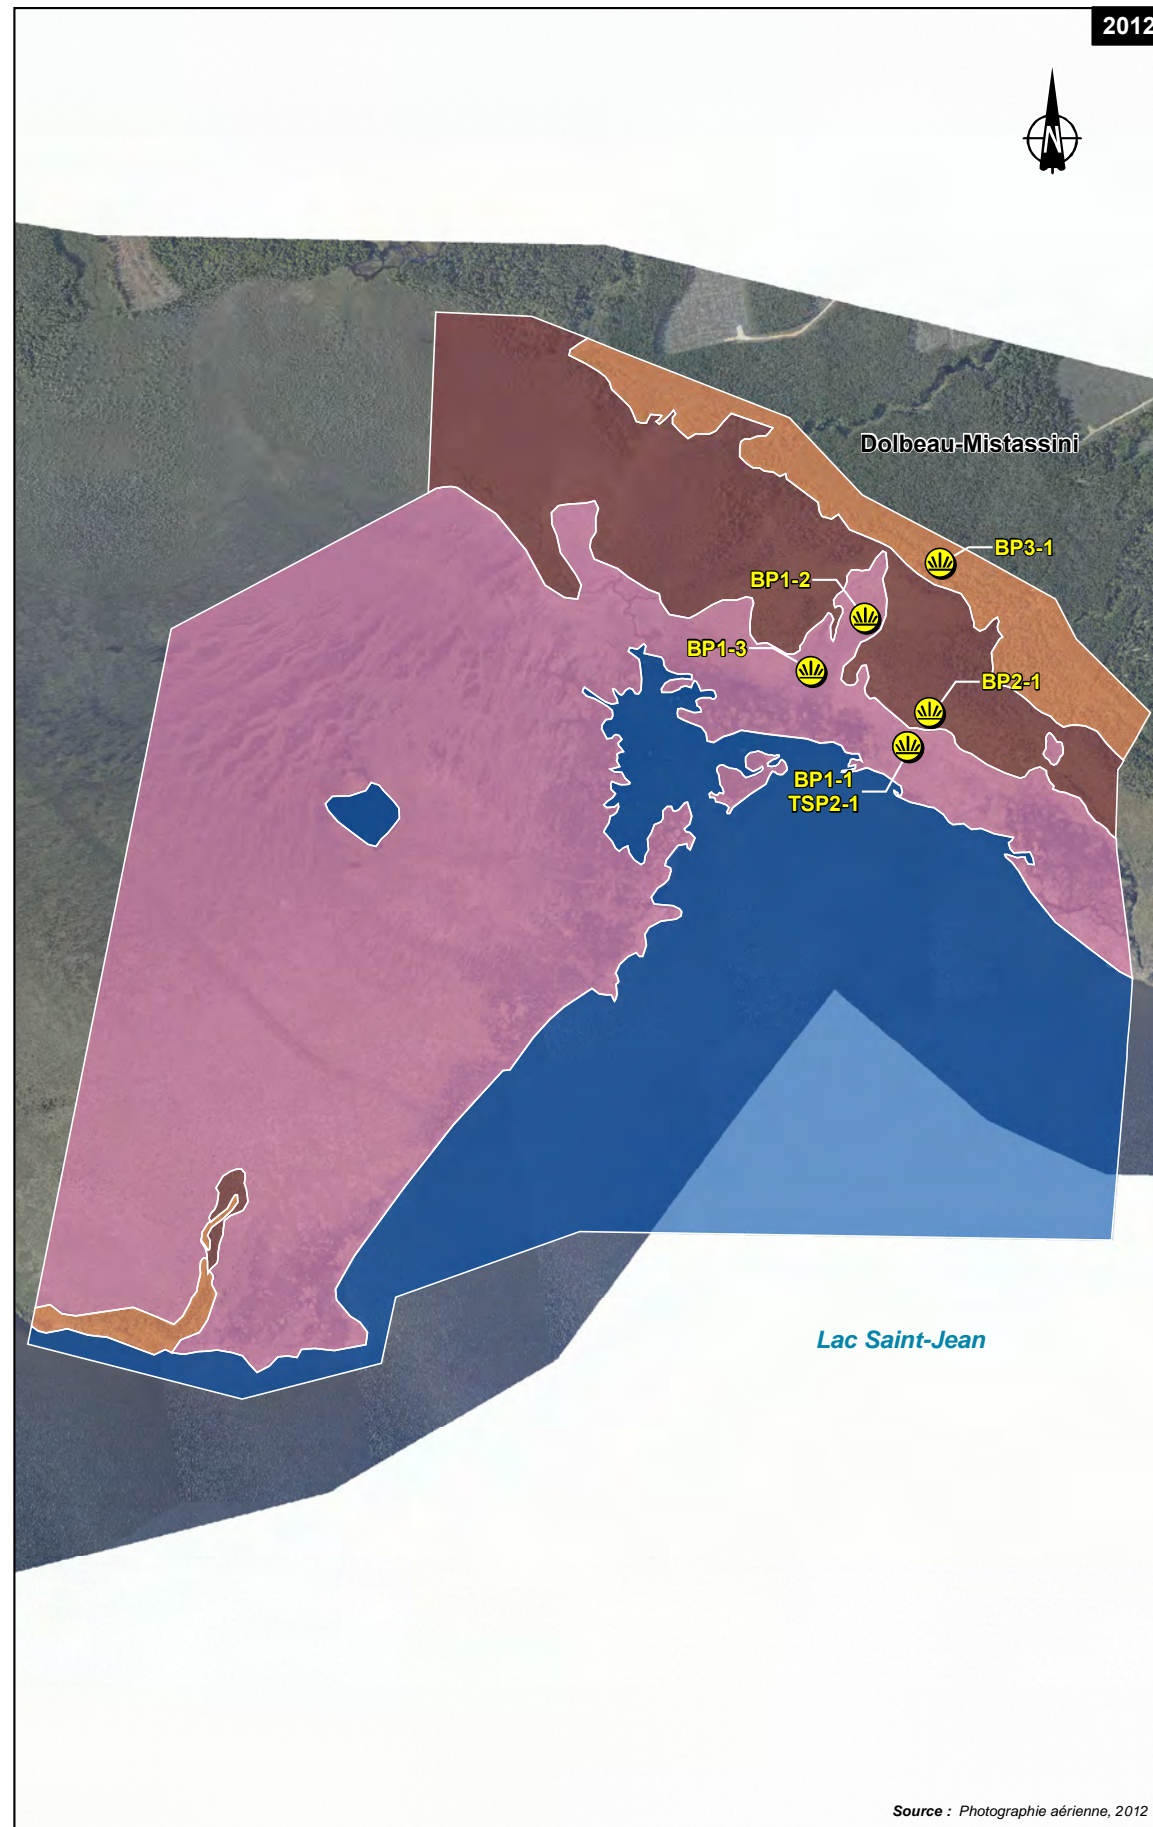 2012
N
Dolbeau-Mistassini
BP3-1
BP1-2
BP1-3
BP2-1
BP1-1
TSP2-1
Lac Saint-Jean
Source : Photographie aérienne, 2012